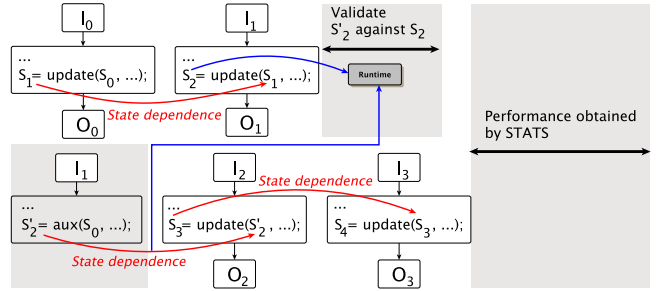 I₀
I₁
Validate
S'₂ against S₂
...
S₁= update(S₀, ...);
...
S₂= update(S₁, ...);
Runtime
State dependence
O₀
O₁
Performance obtained
by STATS
I₁
I₂
I₃
State dependence
...
S'₂= aux(S₀, ...);
...
S₃= update(S'₂, ...);
...
S₄= update(S₃, ...);
State dependence
O₂
O₃